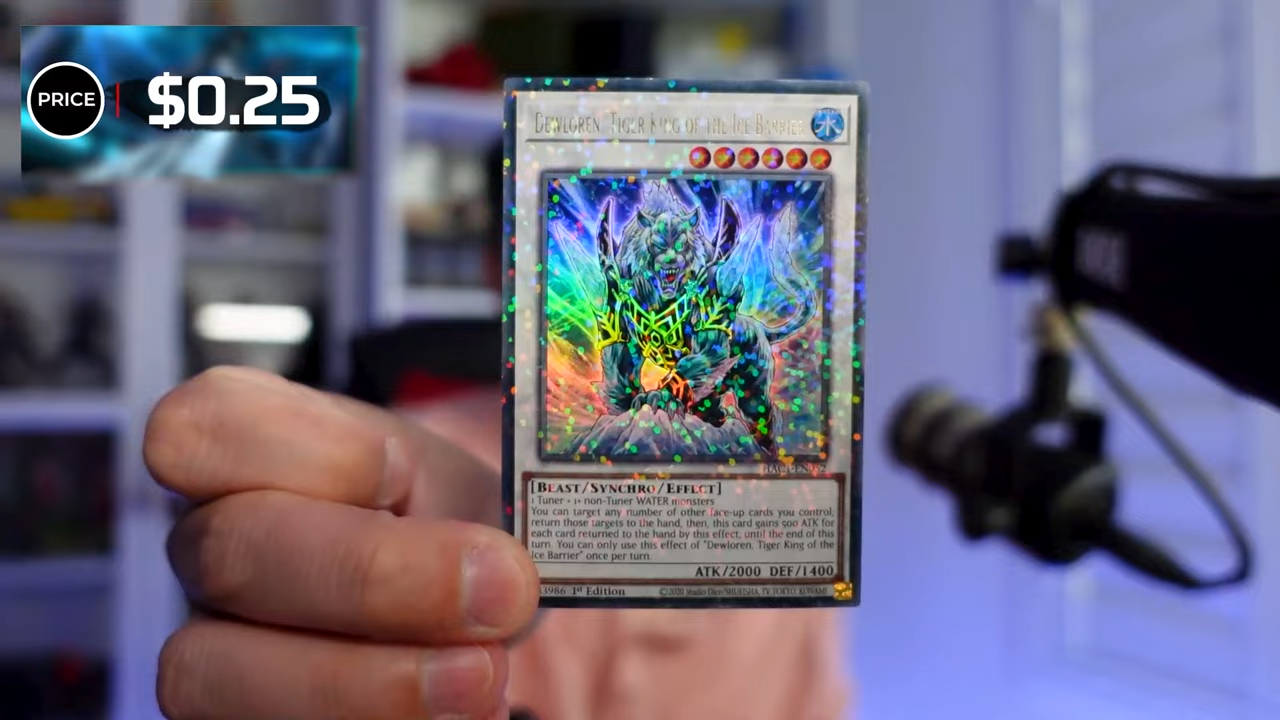 PRICE
$0.25
DEWLOREN, TIGER KING OF THE ICE BARRIER
水
[BEAST/SYNCHRO/EFFECT]
1 Tuner + 1+ non-Tuner WATER monsters
You can target any number of other face-up cards you control;
return those targets to the hand, then, this card gains 500 ATK for
each card returned to the hand by this effect, until the end of this
turn. You can only use this effect of "Dewloren, Tiger King of the
Ice Barrier" once per turn.
ATK/2000 DEF/1400
3986 1st Edition
©2020 Studio Dice/SHUEISHA, TV TOKYO, KONAMI